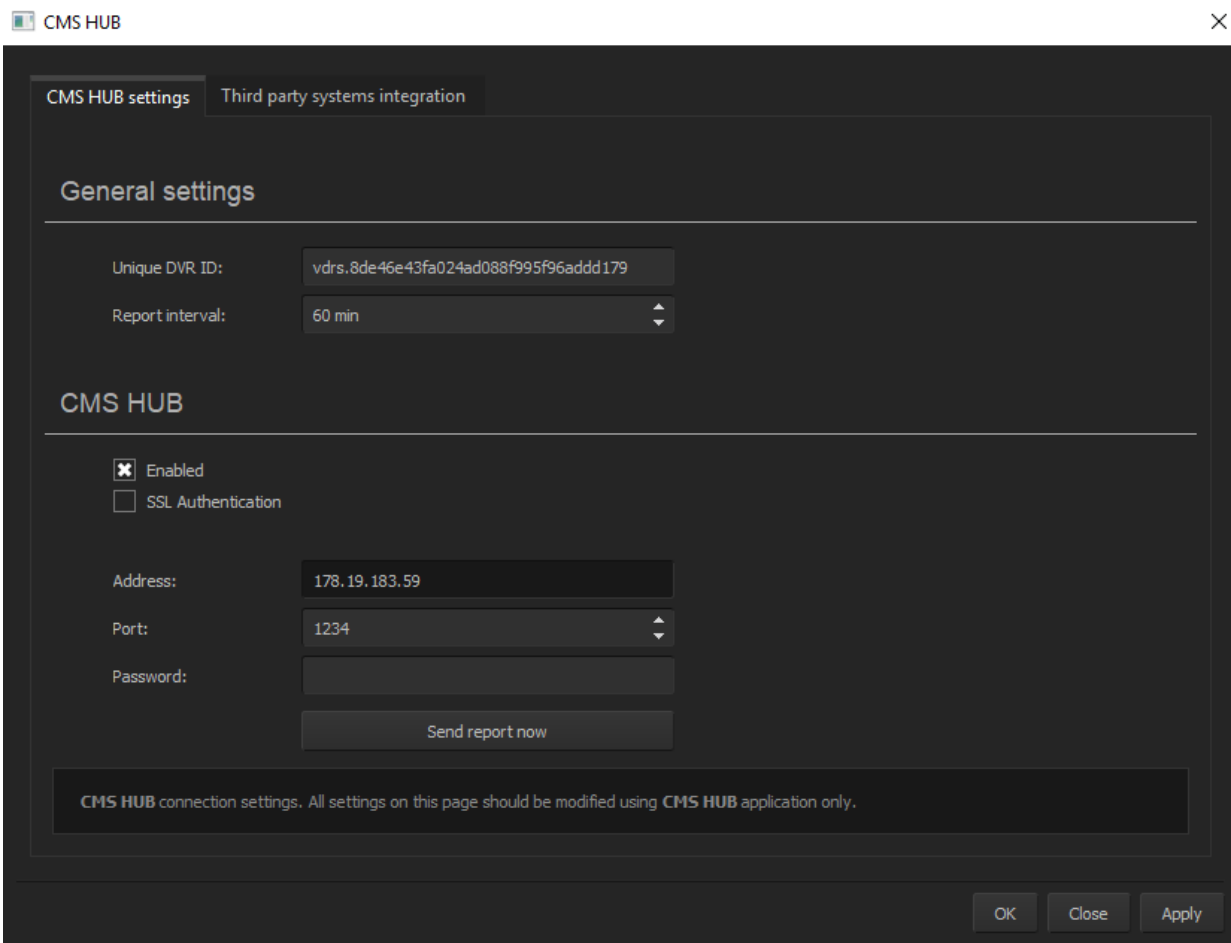 CMS HUB
CMS HUB settings Third party systems integration
General settings
Unique DVR ID: vdrs.8de46e43fa024ad088f995f96addd179
Report interval: 60 min
CMS HUB
Enabled
SSL Authentication
Address: 178.19.183.59
Port: 1234
Password:
Send report now
CMS HUB connection settings. All settings on this page should be modified using CMS HUB application only.
OK Close Apply